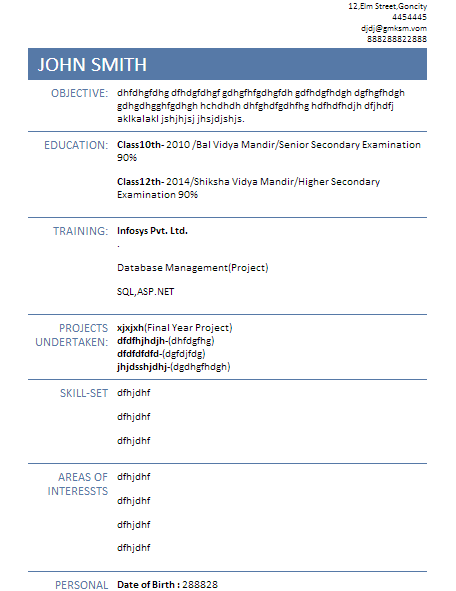 12,Elm Street,Goncity
4454445
djdj@gmksm.vom
888288822888
JOHN SMITH
OBJECTIVE: dhfdhgfdhg dfhdgfdhgf gdhgfhfgdhgfdh gdfhdgfhdgh dgfhgfhdgh
gdhgdhgghfgdhgh hchdhdh dhfghdfgdhfhg hdfhdfhdjh dfjhdfj
aklkalakl jshjhjsj jhsjdjshjs.
EDUCATION: Class10th- 2010 /Bal Vidya Mandir/Senior Secondary Examination
90%
Class12th- 2014/Shiksha Vidya Mandir/Higher Secondary
Examination 90%
TRAINING: Infosys Pvt. Ltd.
.
Database Management(Project)
SQL,ASP.NET
PROJECTS xjxjxh(Final Year Project)
UNDERTAKEN: dfdfhjhdjh-(dhfdgfhg)
dfdfdfdfd-(dgfdjfdg)
jhjdsshjdhj-(dgdhgfhdgh)
SKILL-SET dfhjdhf
dfhjdhf
dfhjdhf
AREAS OF dfhjdhf
INTERESSTS dfhjdhf
dfhjdhf
dfhjdhf
PERSONAL Date of Birth : 288828